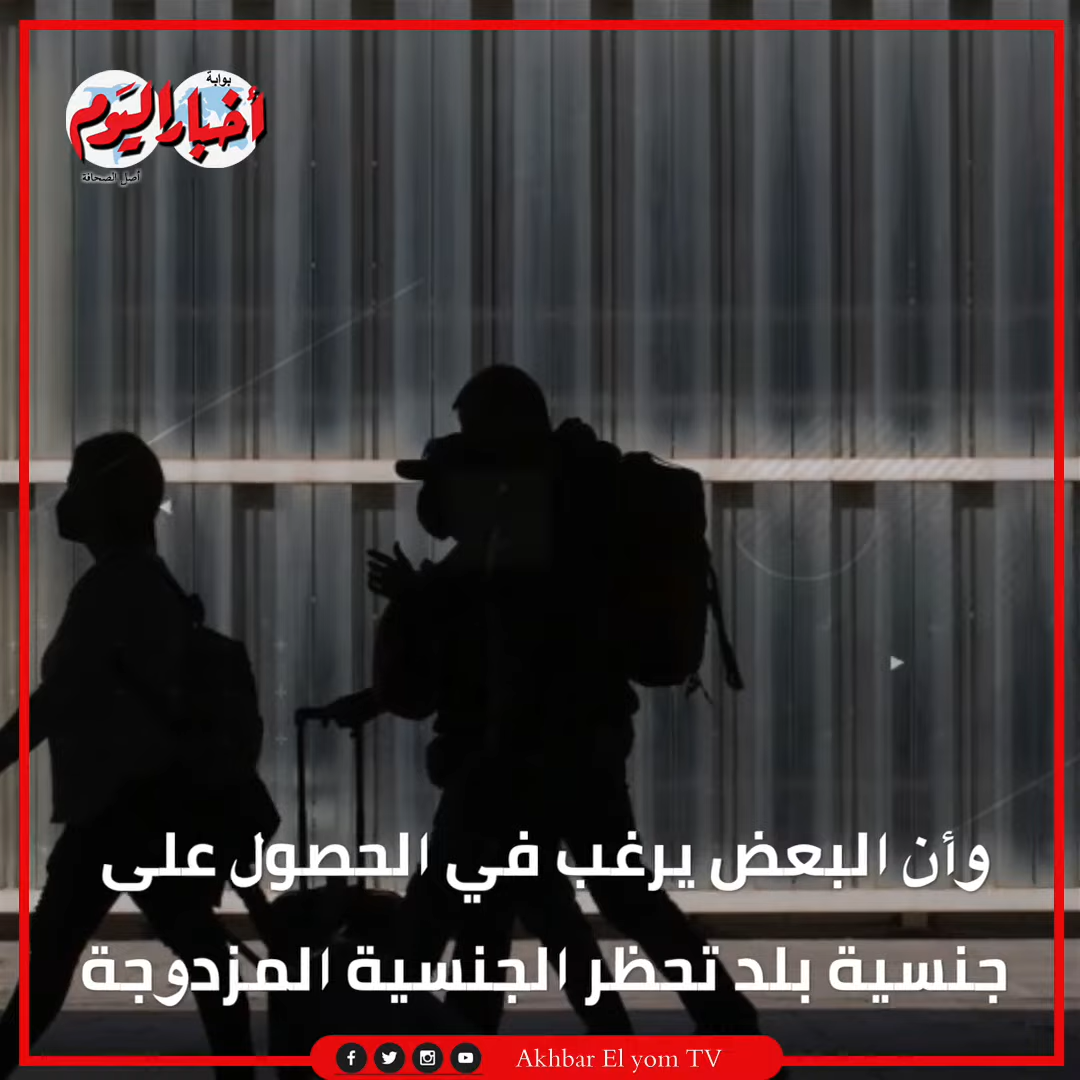 بوابة
أخبار اليوم
أصل الصحافة
وأن البعض يرغب في الحصول على
جنسية بلد تحظر الجنسية المزدوجة
Akhbar El yom TV